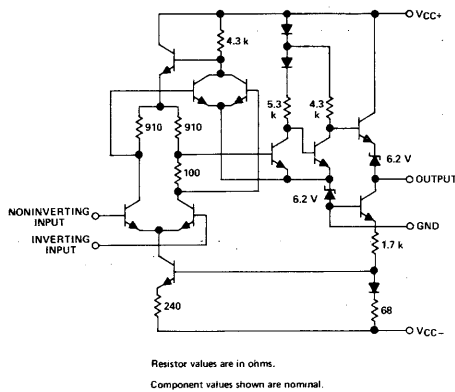 VCC+
4.3 k
5.3
k
4.3
k
910
910
100
6.2 V
OUTPUT
6.2 V
NONINVERTING
INPUT
GND
INVERTING
INPUT
1.7 k
240
68
VCC−
Resistor values are in ohms.
Component values shown are nominal.